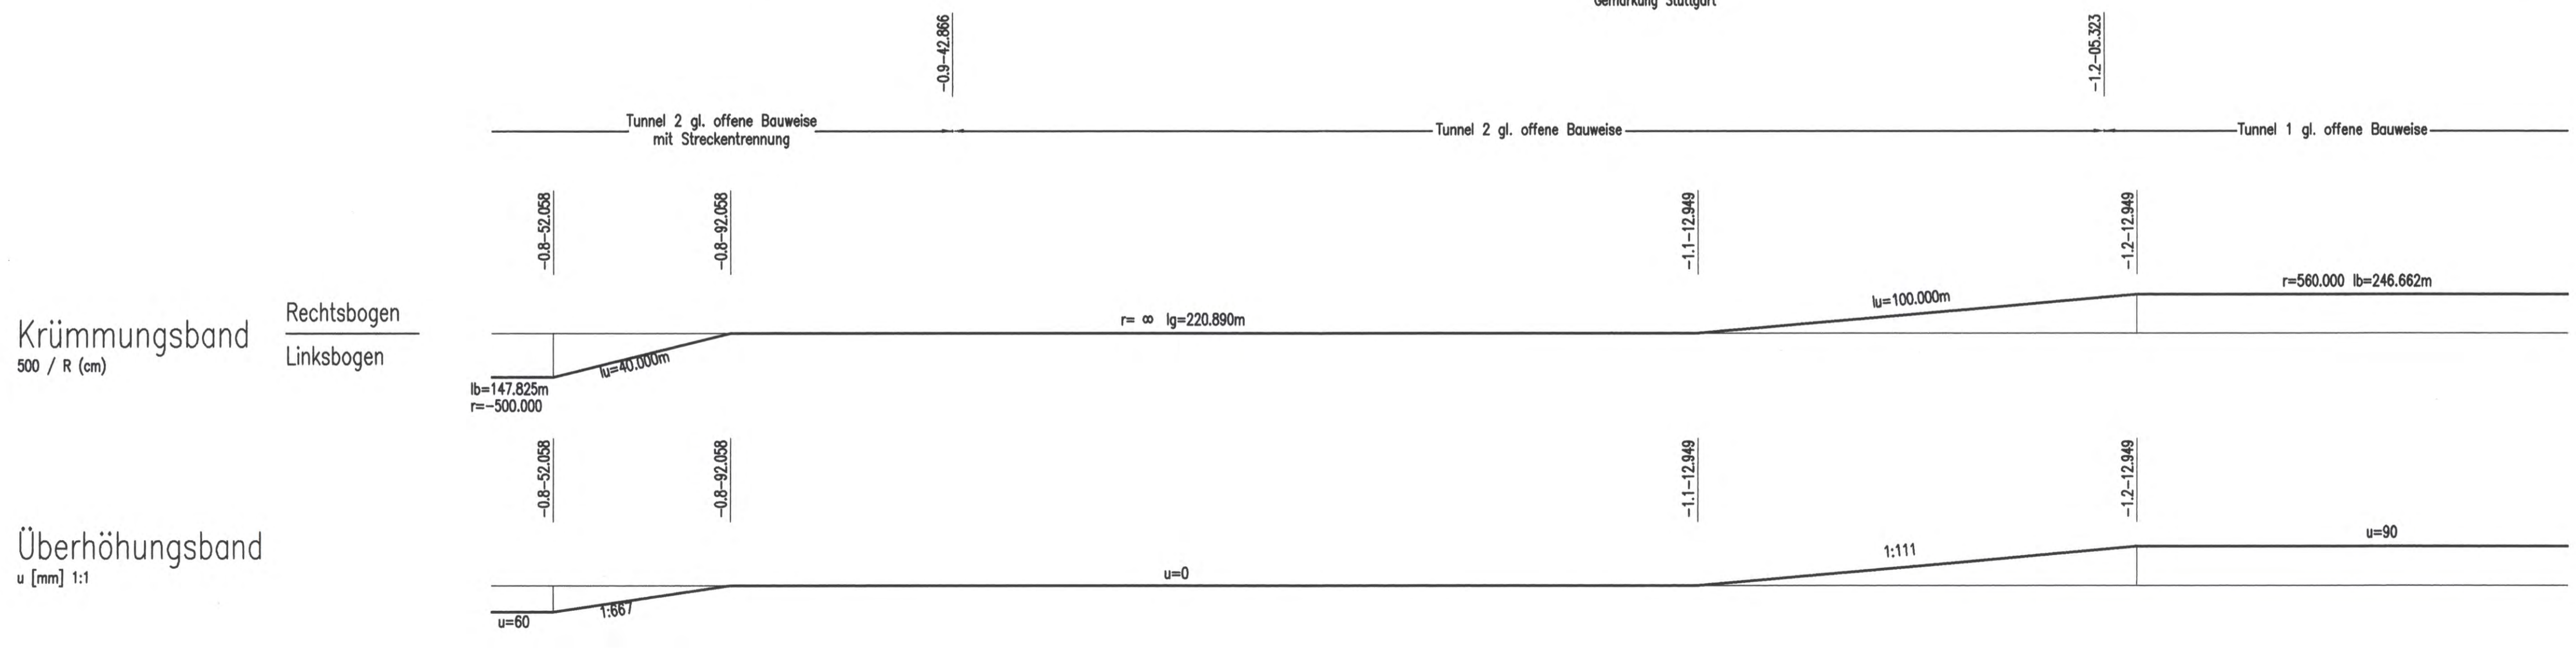 Gemarkung Stuttgart
-0.9-42.866
-1.2-05.323
Tunnel 2 gl. offene Bauweise
mit Streckentrennung
Tunnel 2 gl. offene Bauweise
Tunnel 1 gl. offene Bauweise
-0.8-52.058
-0.8-92.058
-1.1-12.949
-1.2-12.949
Krümmungsband
500 / R (cm)
Rechtsbogen
Linksbogen
lb=147.825m
r=-500.000
lu=40.000m
r= ∞ lg=220.890m
lu=100.000m
r=560.000 lb=246.662m
-0.8-52.058
-0.8-92.058
-1.1-12.949
-1.2-12.949
Überhöhungsband
u [mm] 1:1
u=60
1:667
u=0
1:111
u=90